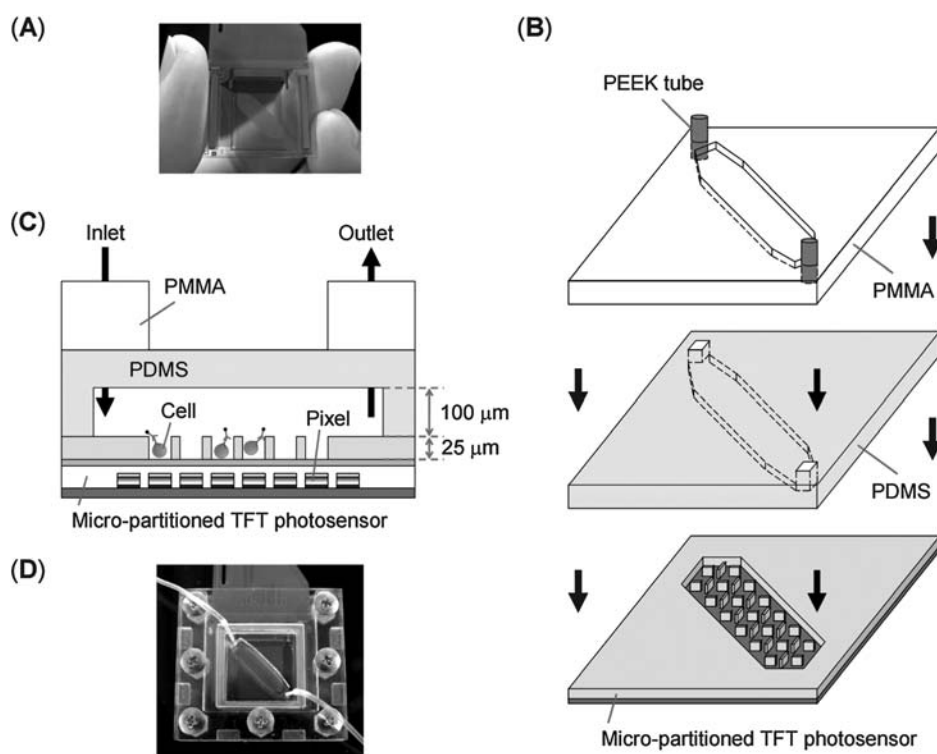 (A)
(B)
PEEK tube
PMMA
PDMS
Micro-partitioned TFT photosensor
(C)
Inlet
Outlet
PMMA
PDMS
Cell
Pixel
100 μm
25 μm
Micro-partitioned TFT photosensor
(D)